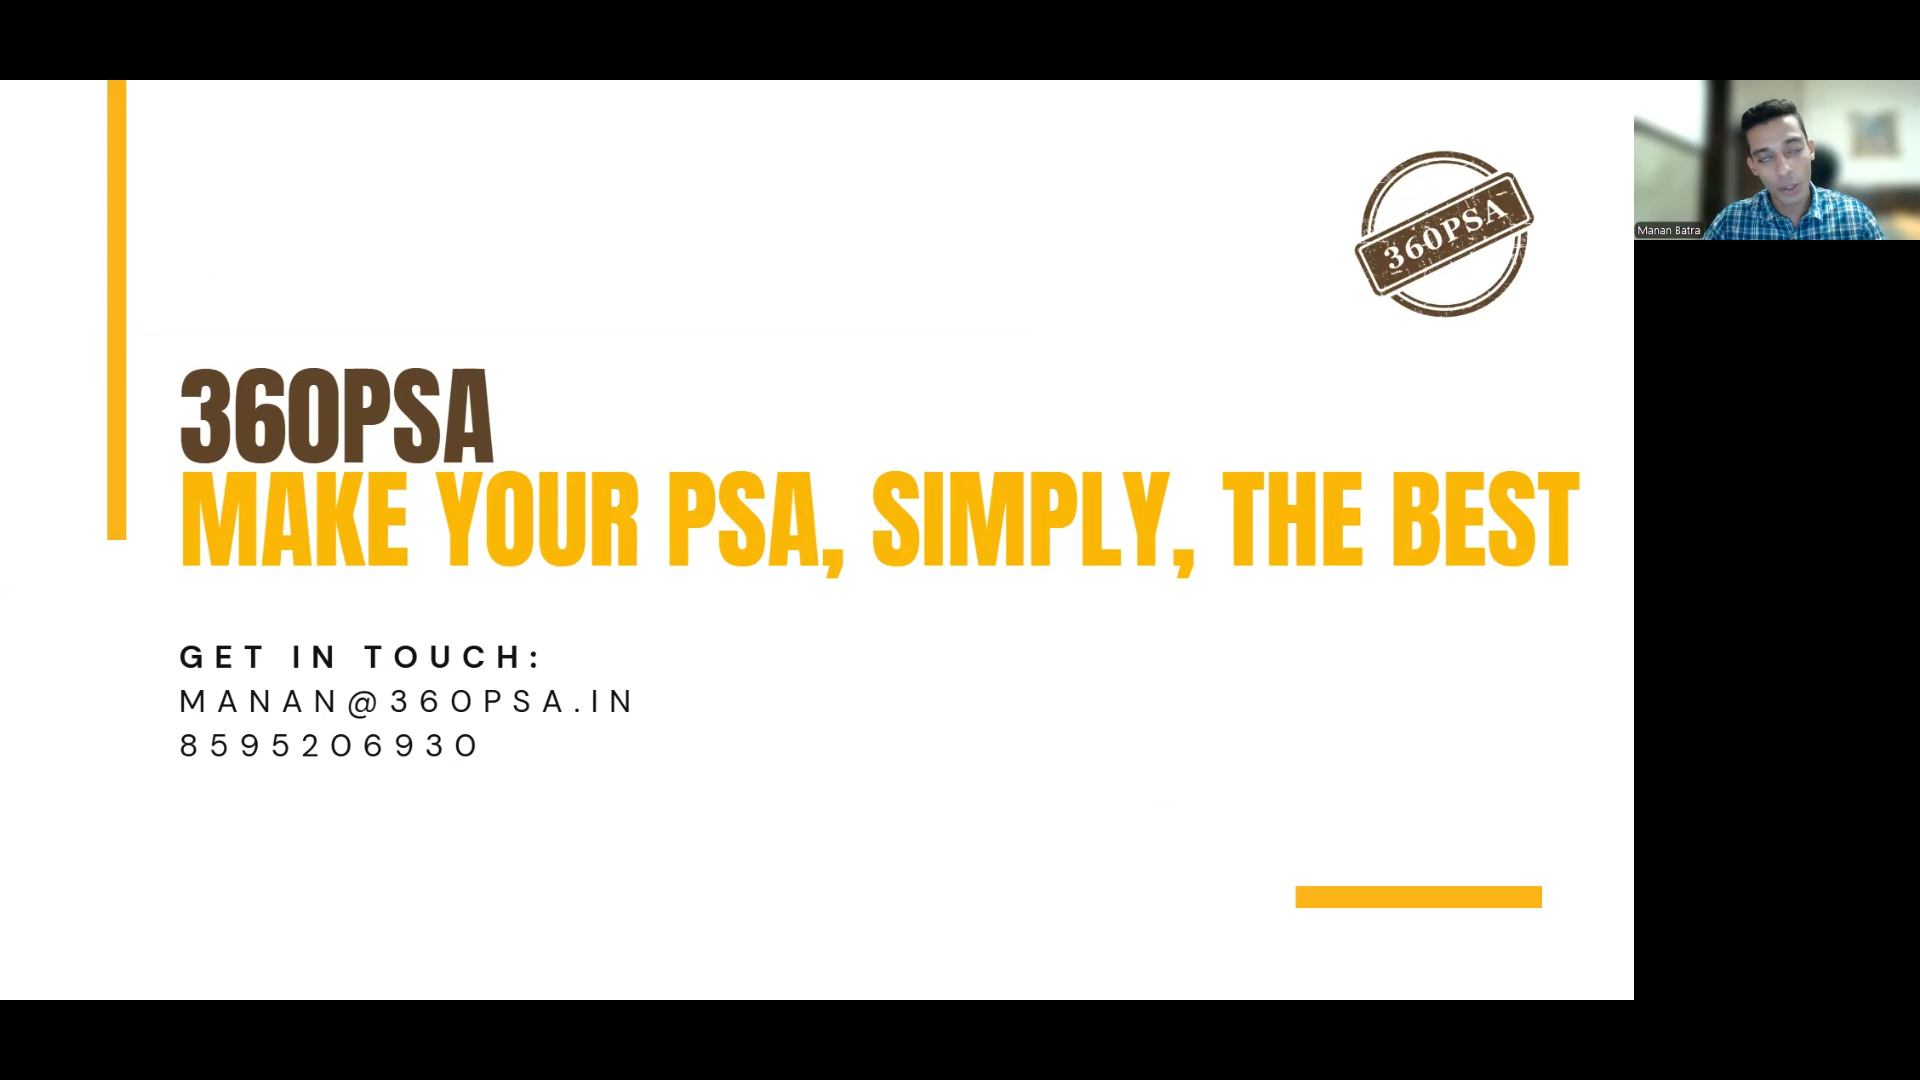 360PSA
Manan Batra
360PSA
MAKE YOUR PSA, SIMPLY, THE BEST
GET IN TOUCH:
MANAN@360PSA.IN
8595206930